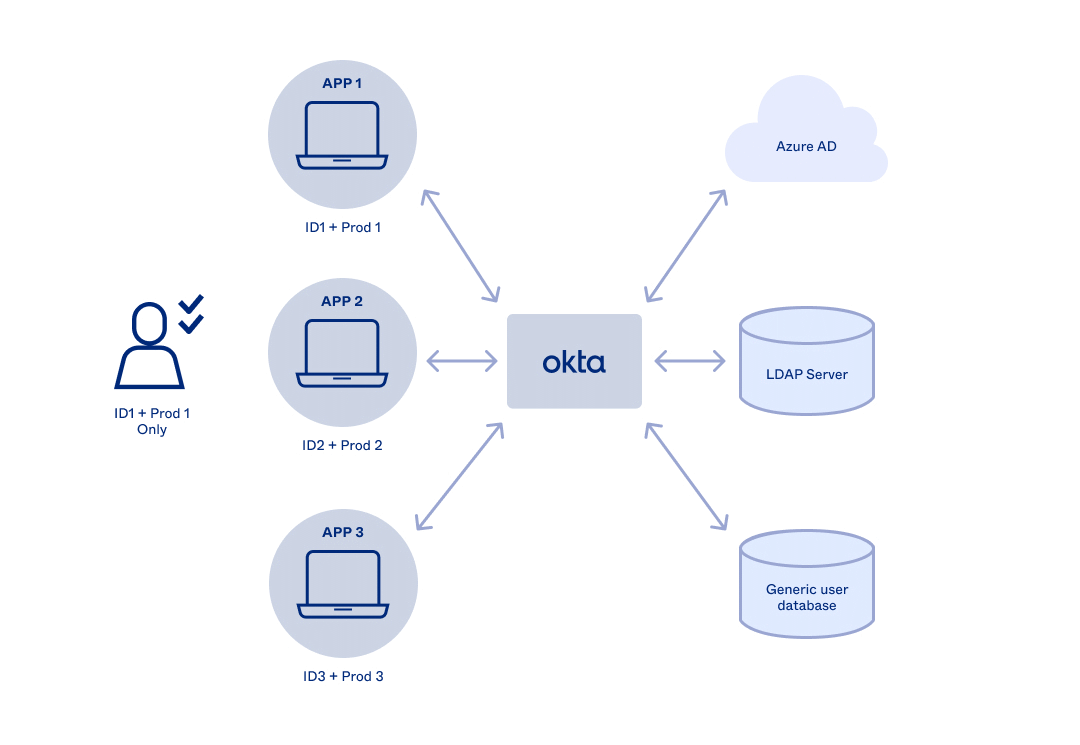 APP 1
ID1 + Prod 1
Azure AD
APP 2
ID2 + Prod 2
ID1 + Prod 1
Only
okta
LDAP Server
APP 3
ID3 + Prod 3
Generic user
database